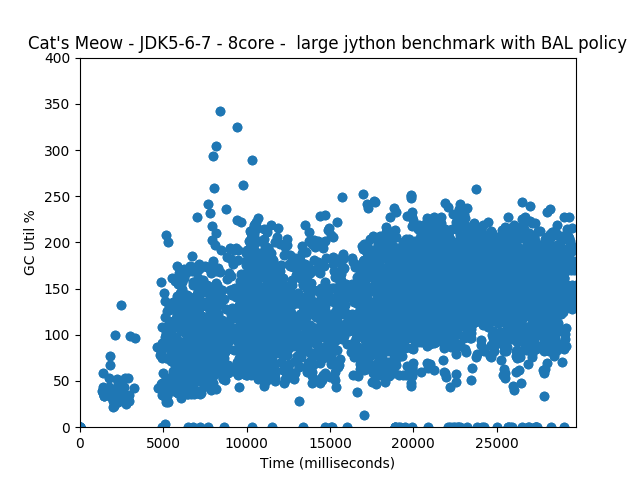 Cat's Meow - JDK5-6-7 - 8core -  large jython benchmark with BAL policy
400
350
300
250
200
150
100
50
0
GC Util %
0 5000 10000 15000 20000 25000
Time (milliseconds)